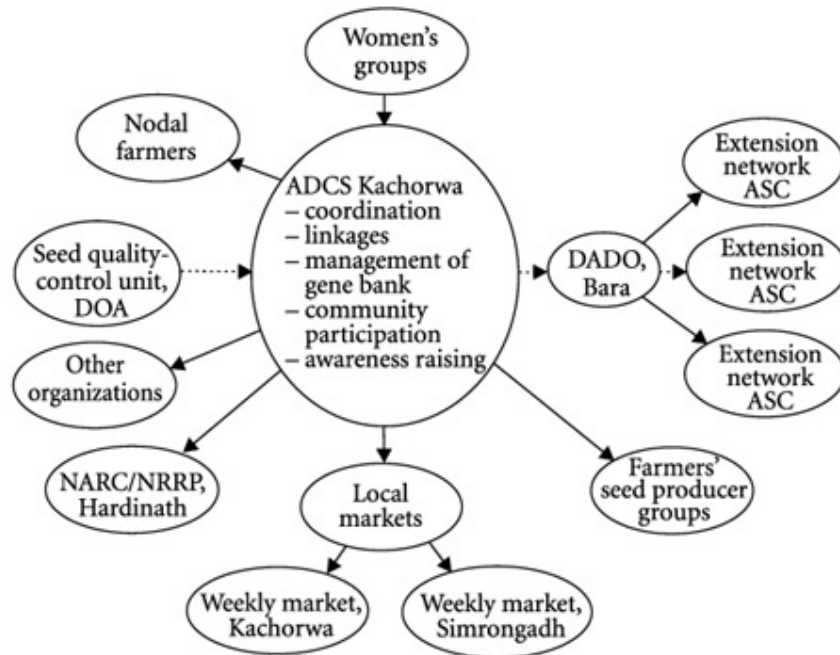 Women's
groups
Nodal
farmers
ADCS Kachorwa
– coordination
– linkages
– management of
gene bank
– community
participation
– awareness raising
Seed quality-
control unit,
DOA
Other
organizations
NARC/NRRP,
Hardinath
Local
markets
Weekly market,
Kachorwa
Weekly market,
Simrongadh
Farmers'
seed producer
groups
DADO,
Bara
Extension
network
ASC
Extension
network
ASC
Extension
network
ASC